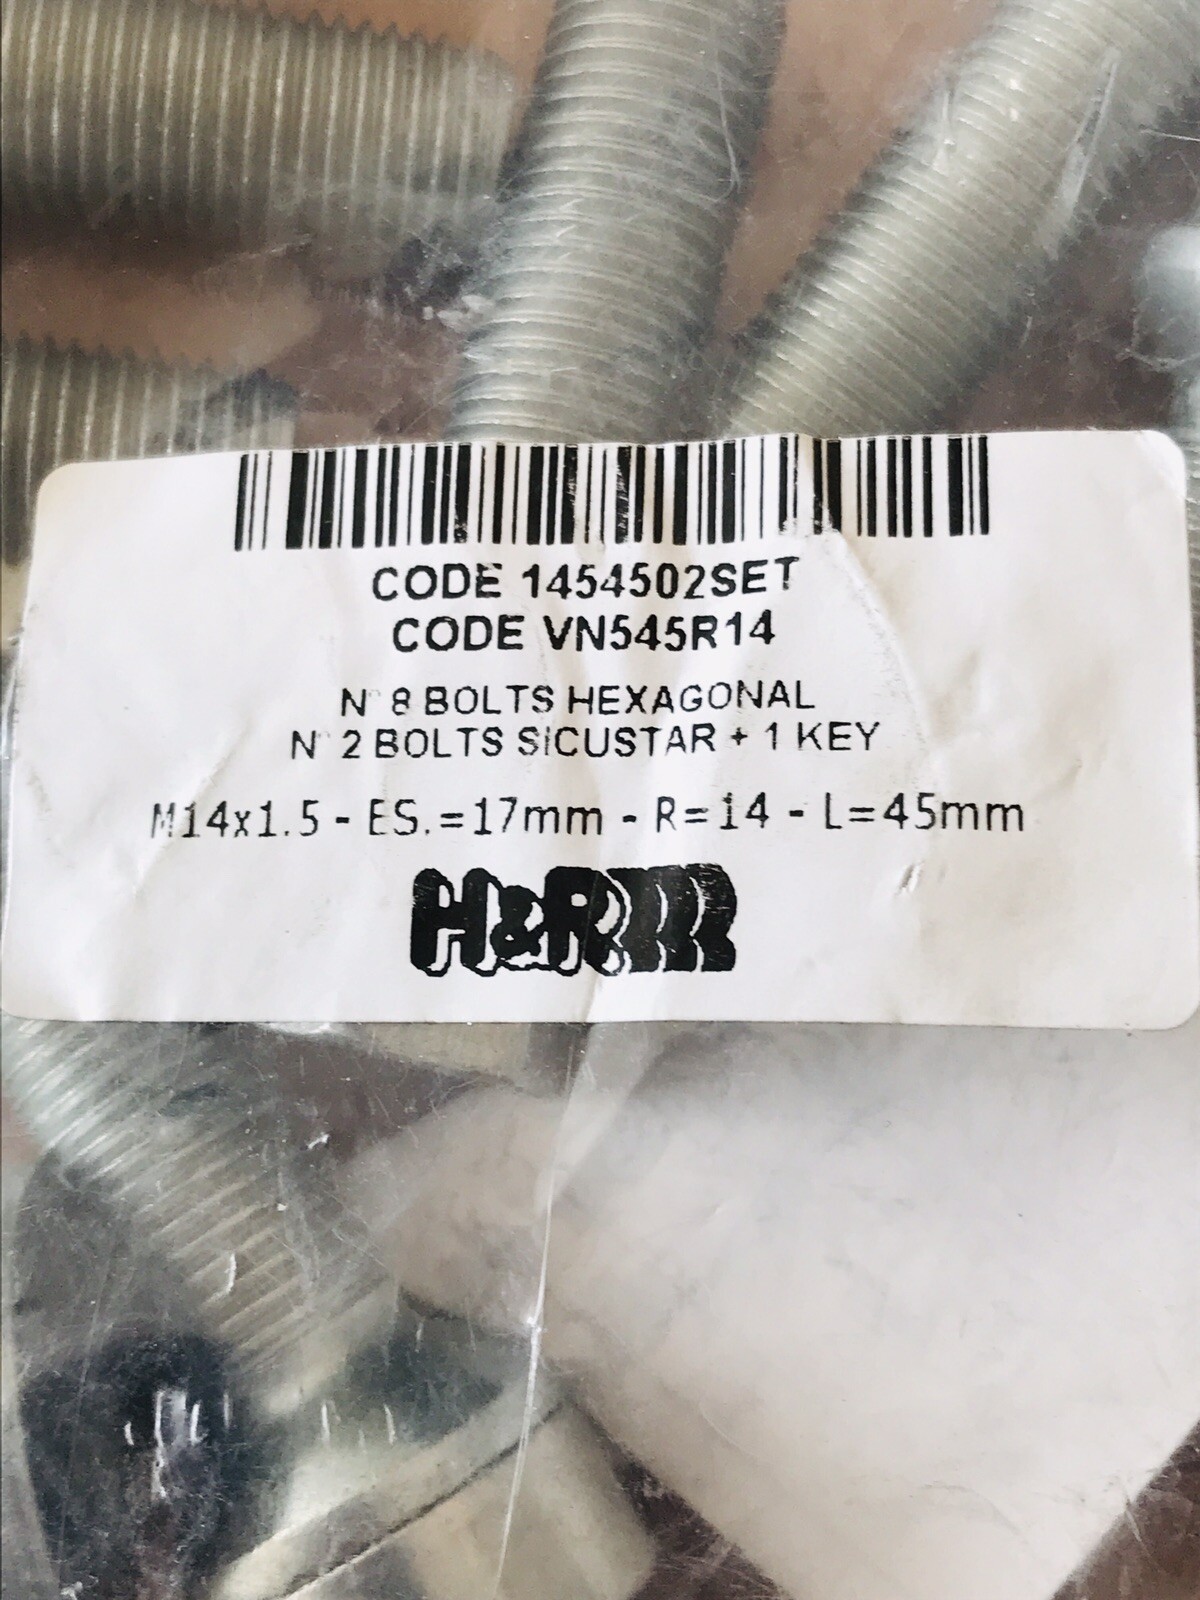 CODE 1454502SET
CODE VN545R14
N° 8 BOLTS HEXAGONAL
N° 2 BOLTS SICUSTAR + 1 KEY
M14x1.5 - ES.=17mm - R=14 - L=45mm
H&R